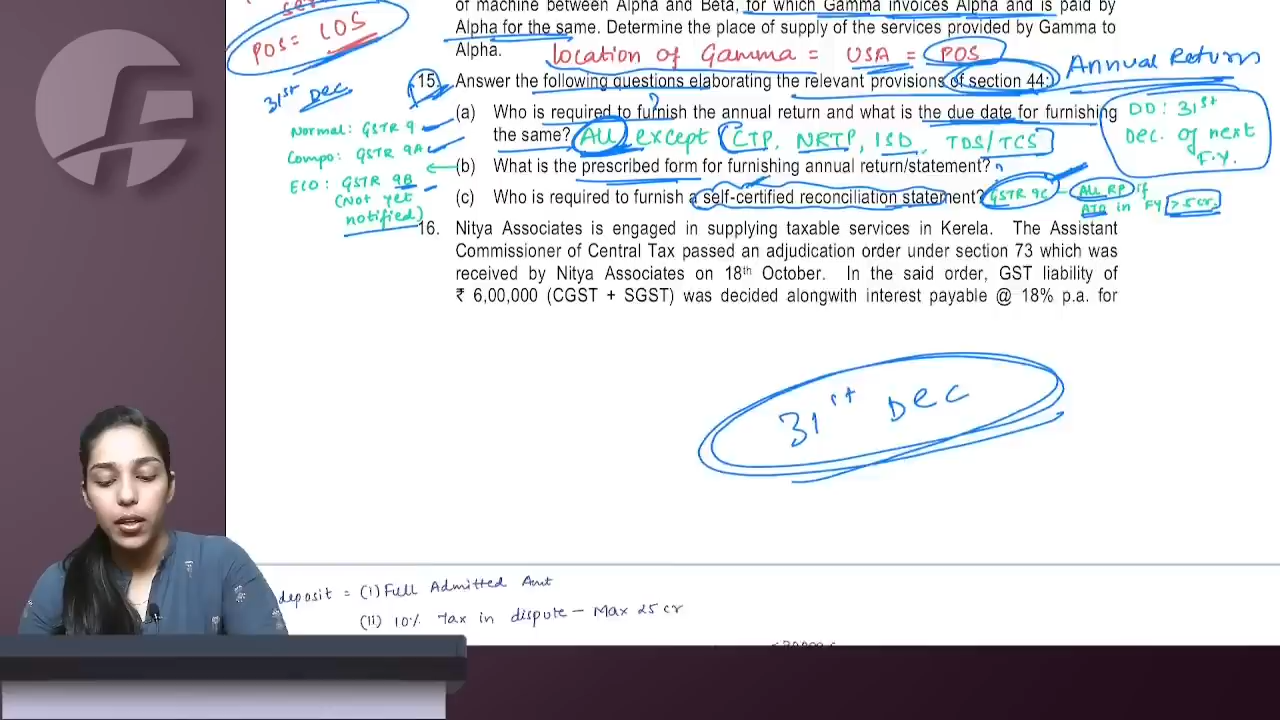 of machine between Alpha and Beta, for which Gamma invoices Alpha and is paid by
Alpha for the same. Determine the place of supply of the services provided by Gamma to
Alpha. location of Gamma = USA = POS
POS = LOS
15. Answer the following questions elaborating the relevant provisions of section 44: Annual Return
31st Dec
(a) Who is required to furnish the annual return and what is the due date for furnishing
the same? ALL except CTP, NRTP, ISD, TDS/TCS
DD: 31st
Dec. of next
F.Y.
Normal: GSTR 9
Compo: GSTR 9A
ECO: GSTR 9B
(Not yet
notified)
(b) What is the prescribed form for furnishing annual return/statement?
(c) Who is required to furnish a self-certified reconciliation statement? GSTR 9C - ALL RP if
ATO in FY > 5 cr.
16. Nitya Associates is engaged in supplying taxable services in Kerela. The Assistant
Commissioner of Central Tax passed an adjudication order under section 73 which was
received by Nitya Associates on 18th October. In the said order, GST liability of
₹ 6,00,000 (CGST + SGST) was decided alongwith interest payable @ 18% p.a. for
31st Dec
deposit = (i) Full Admitted Amt
(ii) 10% Tax in dispute - Max 25 cr